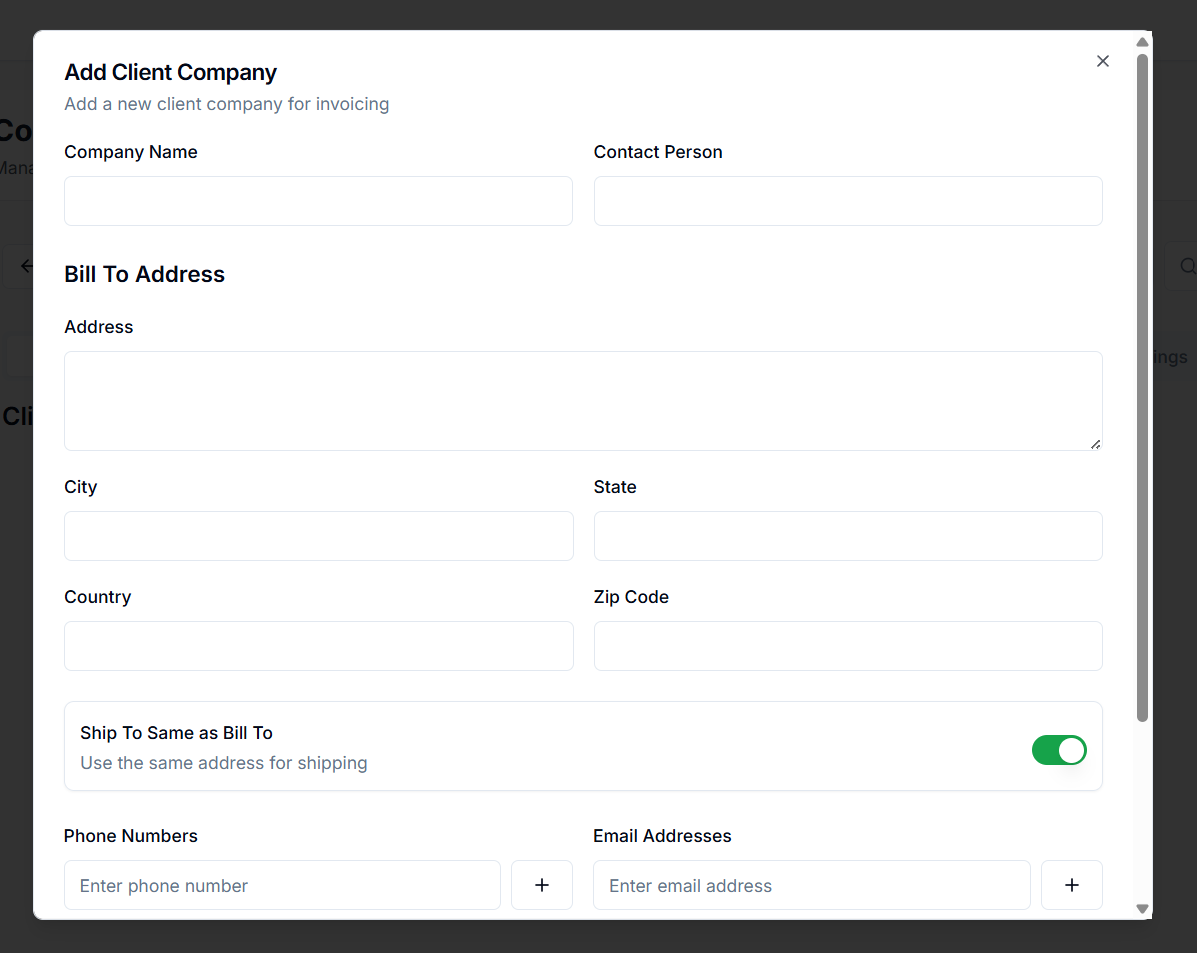 Add Client Company
Add a new client company for invoicing
Company Name
Contact Person
Bill To Address
Address
City
State
Country
Zip Code
Ship To Same as Bill To
Use the same address for shipping
Phone Numbers
Email Addresses
Enter phone number
+
Enter email address
+
Co
Mana
ings
Cli